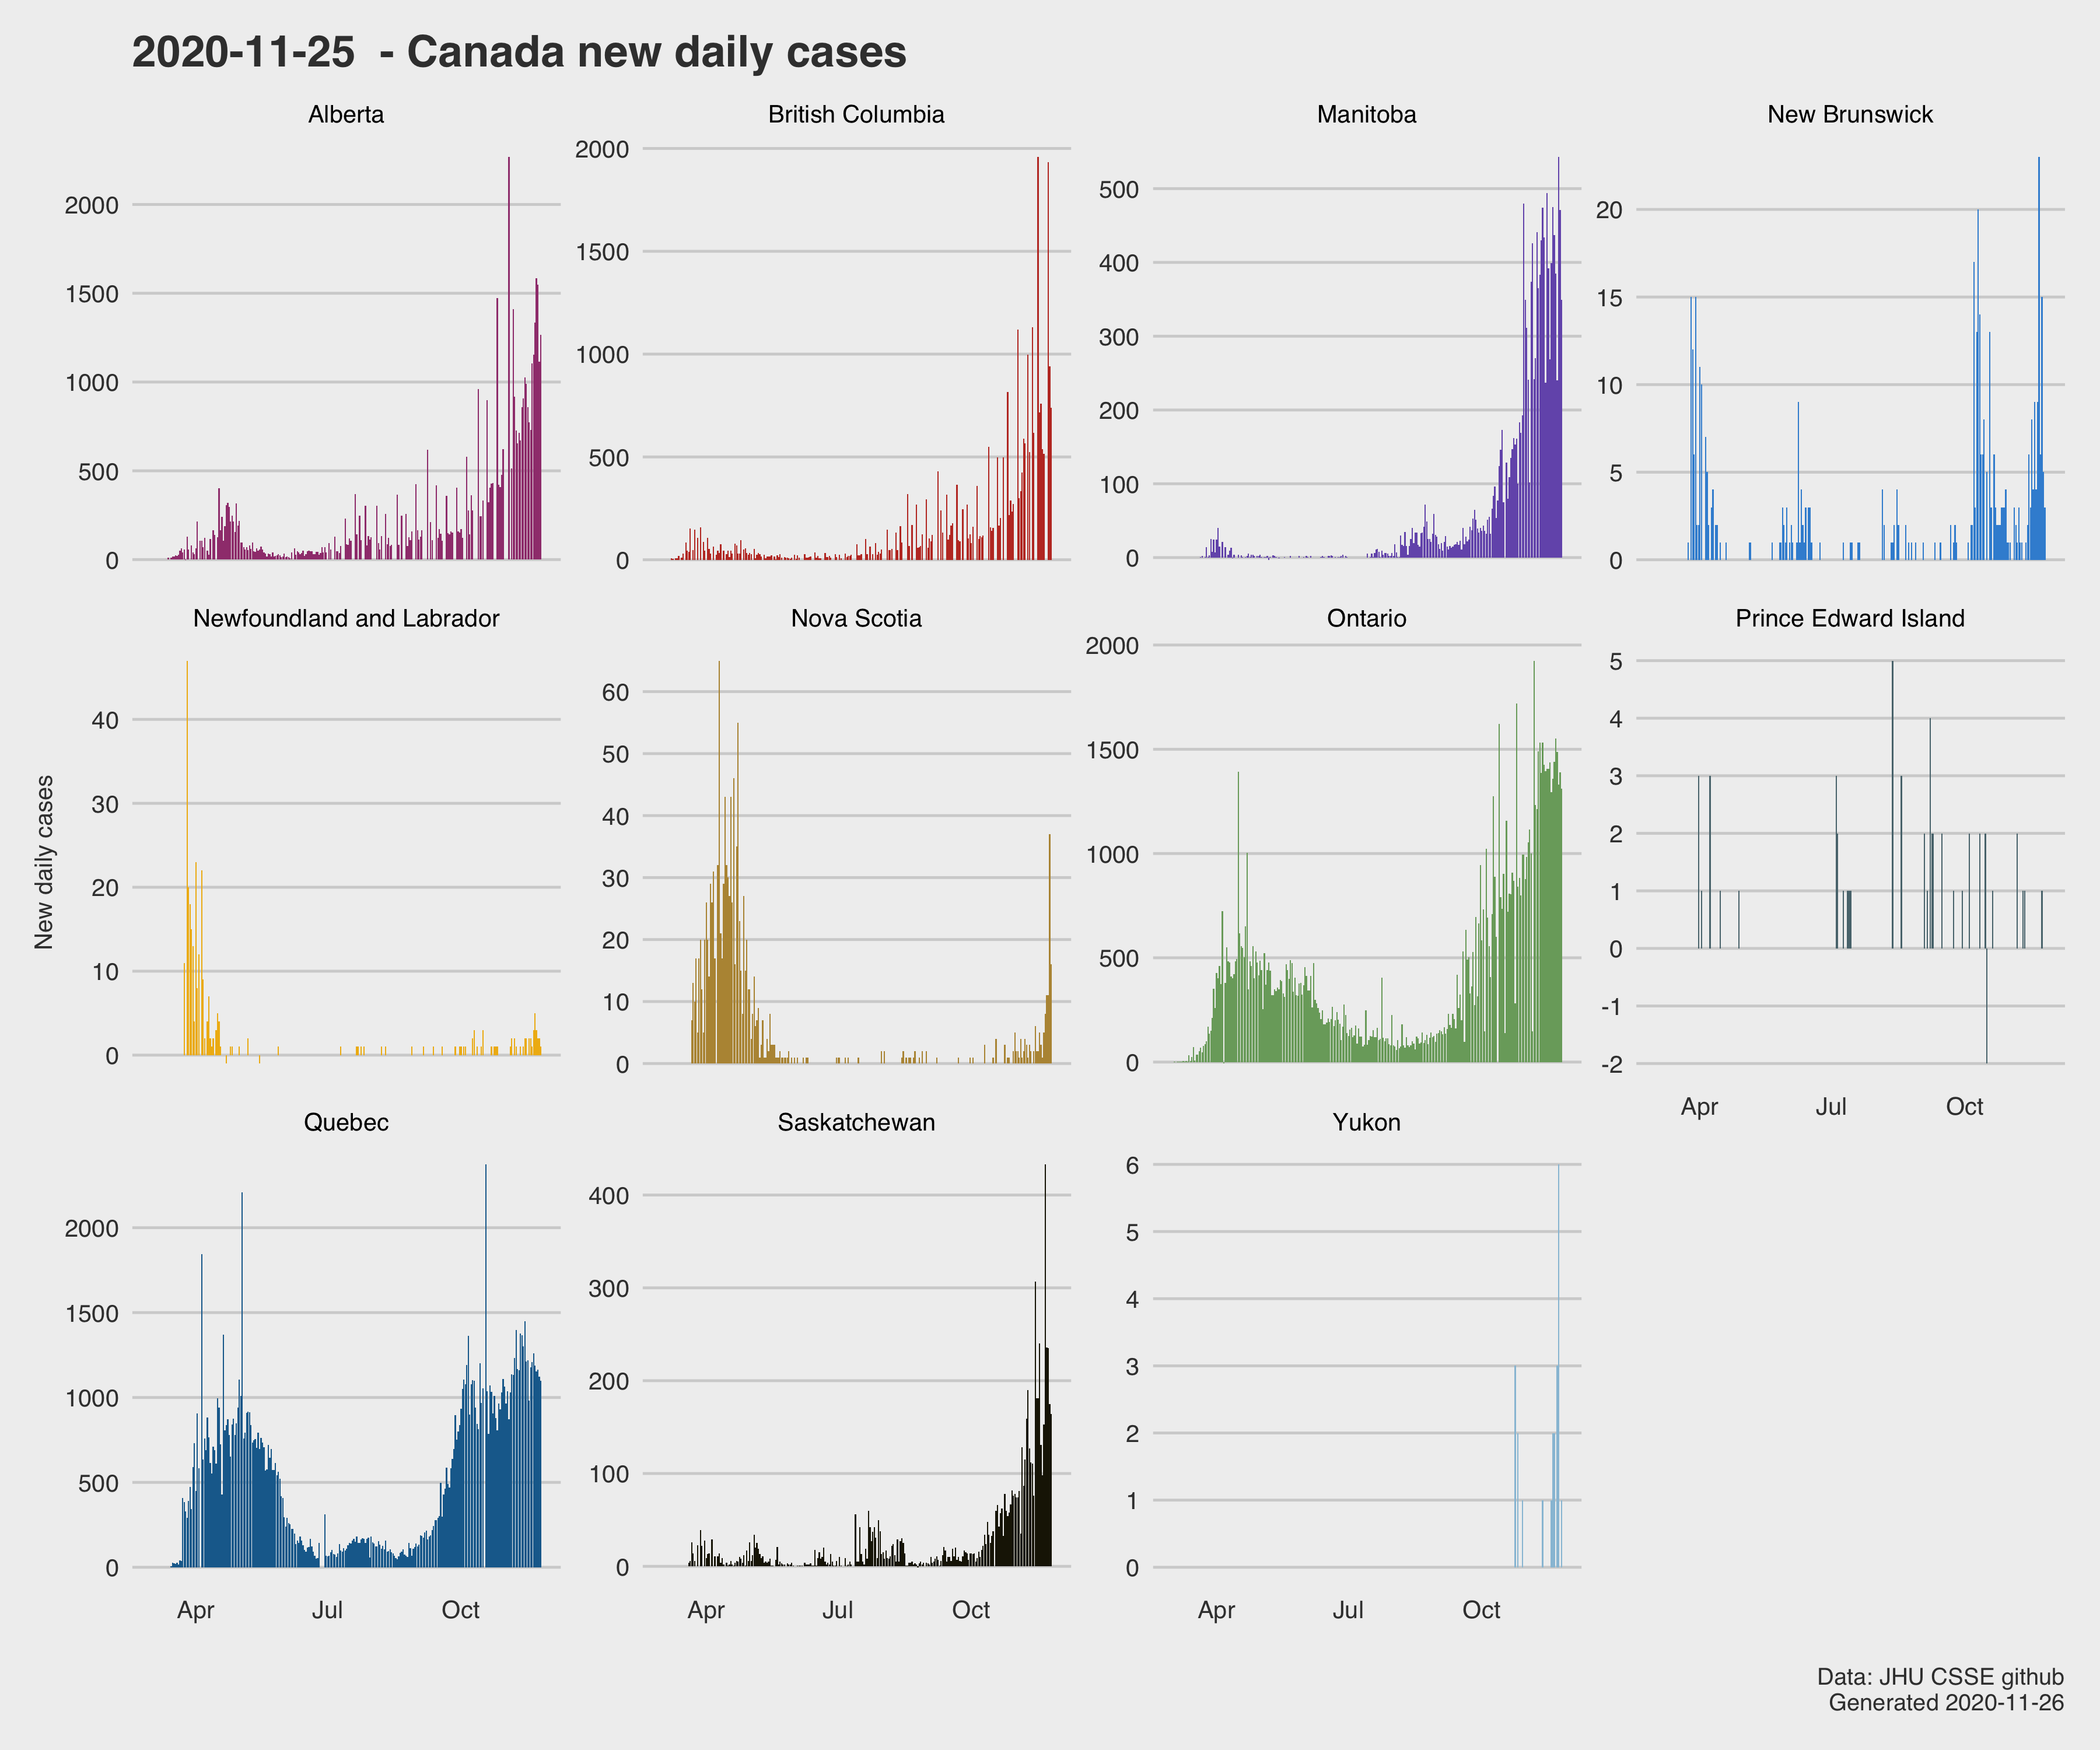 2020-11-25  - Canada new daily cases
Alberta
British Columbia
Manitoba
New Brunswick
2000
1500
1000
500
0
2000
1500
1000
500
0
500
400
300
200
100
0
20
15
10
5
0
Newfoundland and Labrador
Nova Scotia
Ontario
Prince Edward Island
New daily cases
40
30
20
10
0
60
50
40
30
20
10
0
2000
1500
1000
500
0
5
4
3
2
1
0
-1
-2
Apr
Jul
Oct
Quebec
Saskatchewan
Yukon
2000
1500
1000
500
0
Apr
Jul
Oct
400
300
200
100
0
Apr
Jul
Oct
6
5
4
3
2
1
0
Apr
Jul
Oct
Data: JHU CSSE github
Generated 2020-11-26